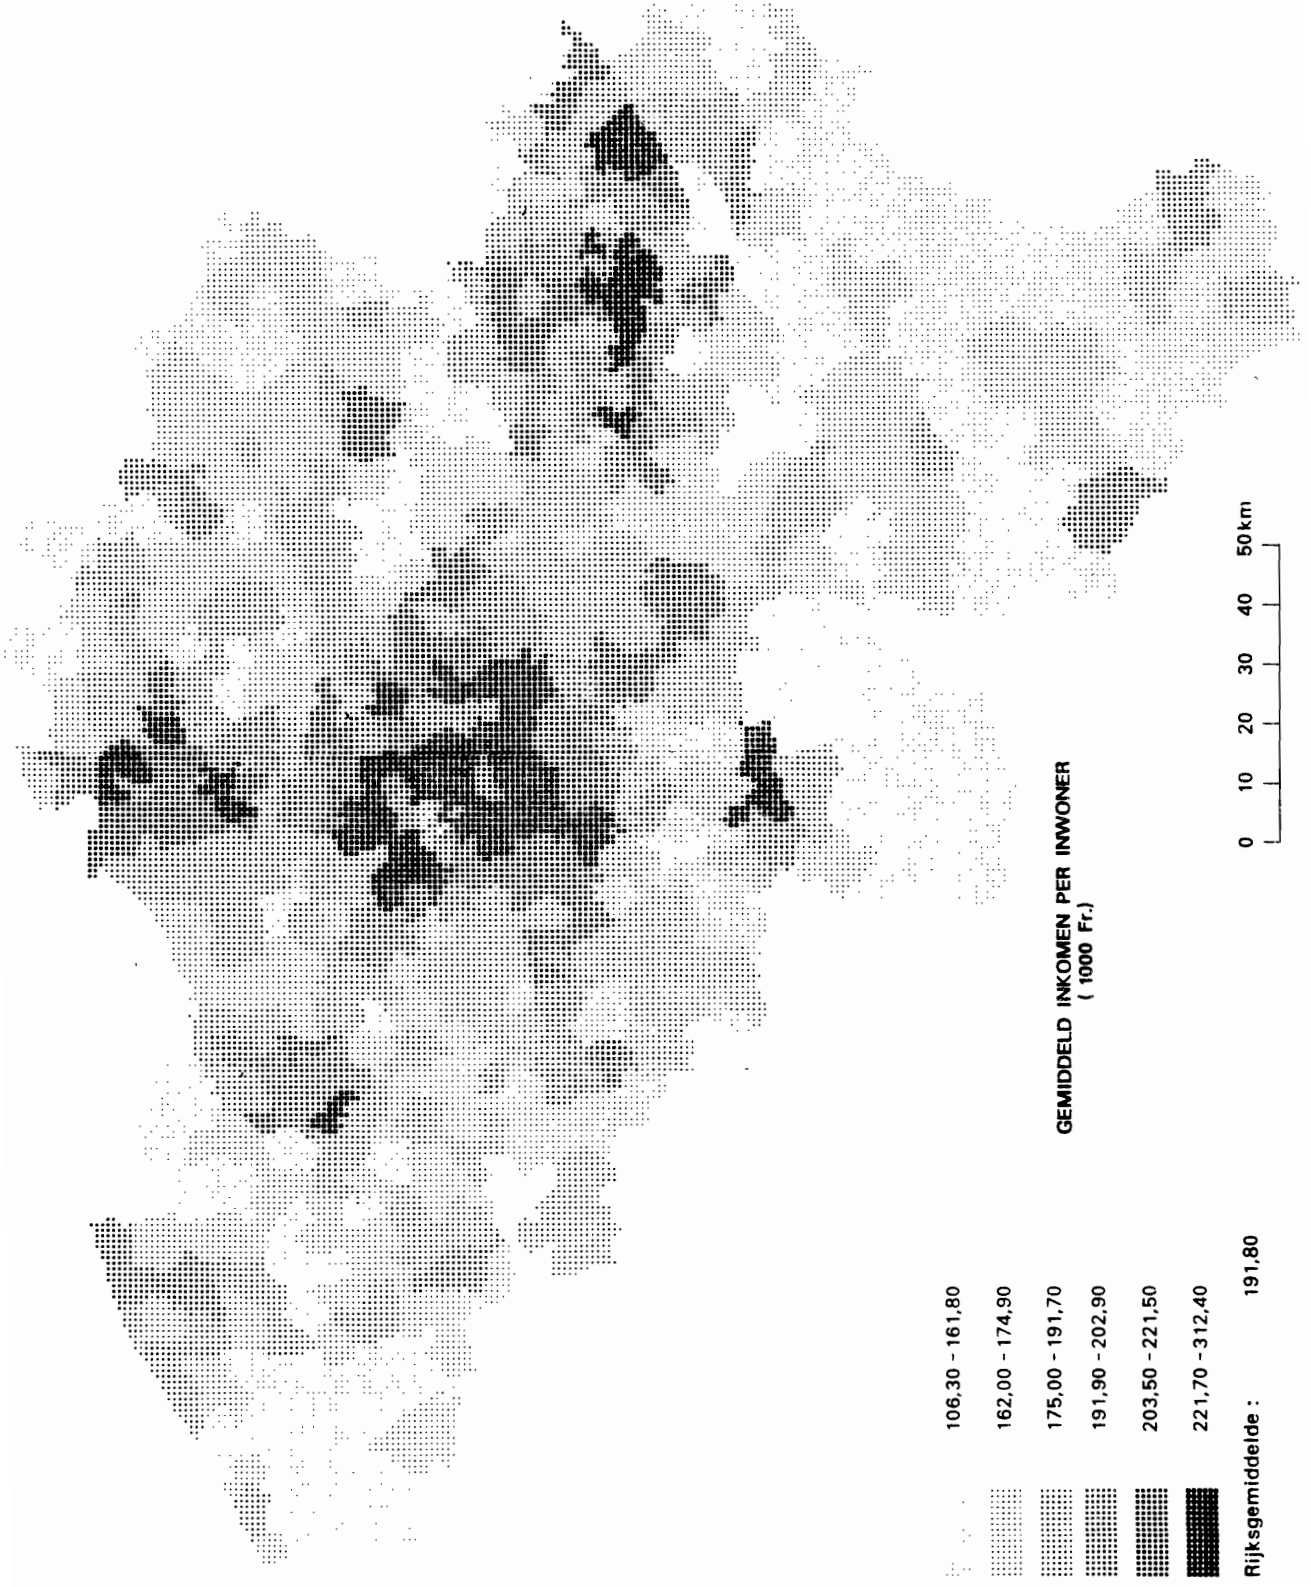 GEMIDDELD INKOMEN PER INWONER
( 1000 Fr.)
0 10 20 30 40 50 km
106,30 - 161,80
162,00 - 174,90
175,00 - 191,70
191,90 - 202,90
203,50 - 221,50
221,70 - 312,40
Rijksgemiddelde : 191,80